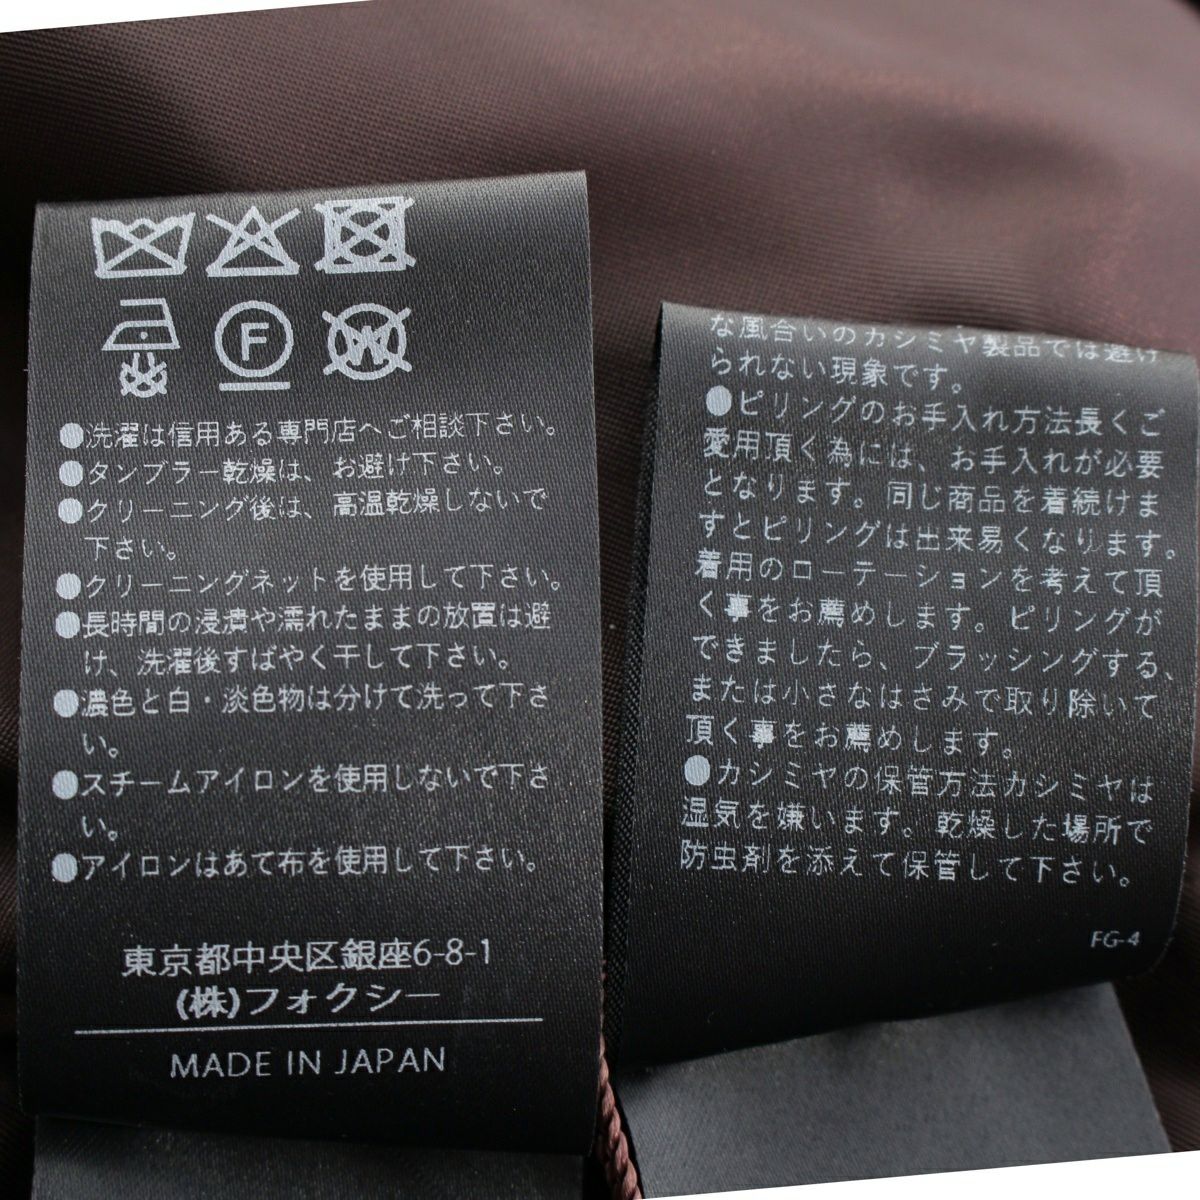 F
W
●洗濯は信用ある専門店へご相談下さい。
●タンブラー乾燥は、お避け下さい。
●クリーニング後は、高温乾燥しないで
下さい。
●クリーニングネットを使用して下さい。
●長時間の浸漬や濡れたままの放置は避
け、洗濯後すばやく干して下さい。
●濃色と白・淡色物は分けて洗って下さ
い。
●スチームアイロンを使用しないで下さ
い。
●アイロンはあて布を使用して下さい。
東京都中央区銀座6-8-1
(株)フォクシー
MADE IN JAPAN
な風合いのカシミヤ製品では避け
られない現象です。
●ピリングのお手入れ方法長くご
愛用頂く為には、お手入れが必要
となります。同じ商品を着続けま
すとピリングは出来易くなります。
着用のローテーションを考えて頂
く事をお薦めします。ピリングが
できましたら、ブラッシングする、
または小さなはさみで取り除いて
頂く事をお薦めします。
●カシミヤの保管方法カシミヤは
湿気を嫌います。乾燥した場所で
防虫剤を添えて保管して下さい。
FG-4